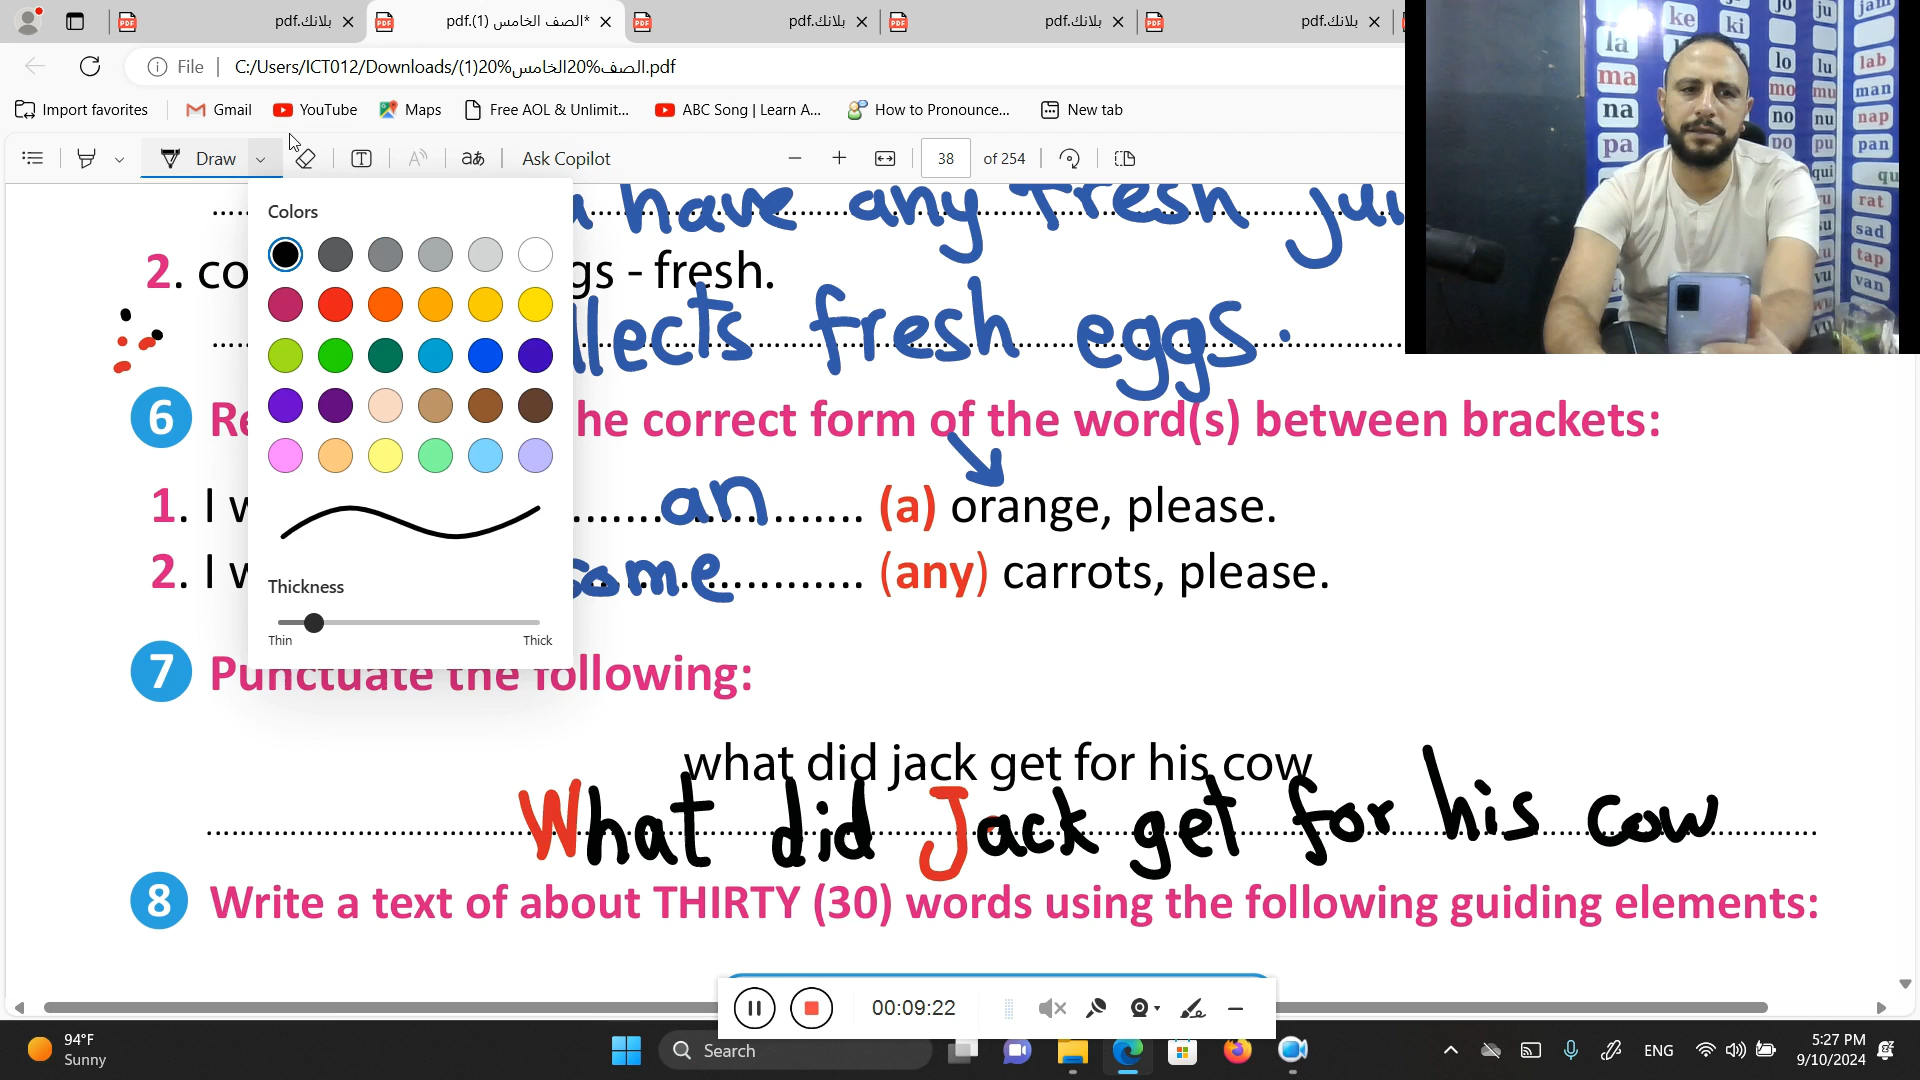 بلانك.pdf
*الصف الخامس (1).pdf
بلانك.pdf
بلانك.pdf
بلانك.pdf
File C:/Users/ICT012/Downloads/(1)20%الخامس20%الصف.pdf
Import favorites Gmail YouTube Maps Free AOL & Unlimit... ABC Song | Learn A... How to Pronounce... New tab
Draw Ask Copilot 38 of 254
Colors
have any fresh jui
2. co gs - fresh.
llects fresh eggs.
6 Re he correct form of the word(s) between brackets:
1. I w an (a) orange, please.
2. I w some (any) carrots, please.
Thickness
Thin Thick
7 Punctuate the following:
what did jack get for his cow
What did Jack get for his cow
8 Write a text of about THIRTY (30) words using the following guiding elements:
00:09:22
94°F
Sunny
Search
ENG
5:27 PM
9/10/2024
ke ki jo ju jam
la lo lu lab
ma mo mu man
na no nu nap
pa po pu pan
qui qu
rat
sad
tap
vu van